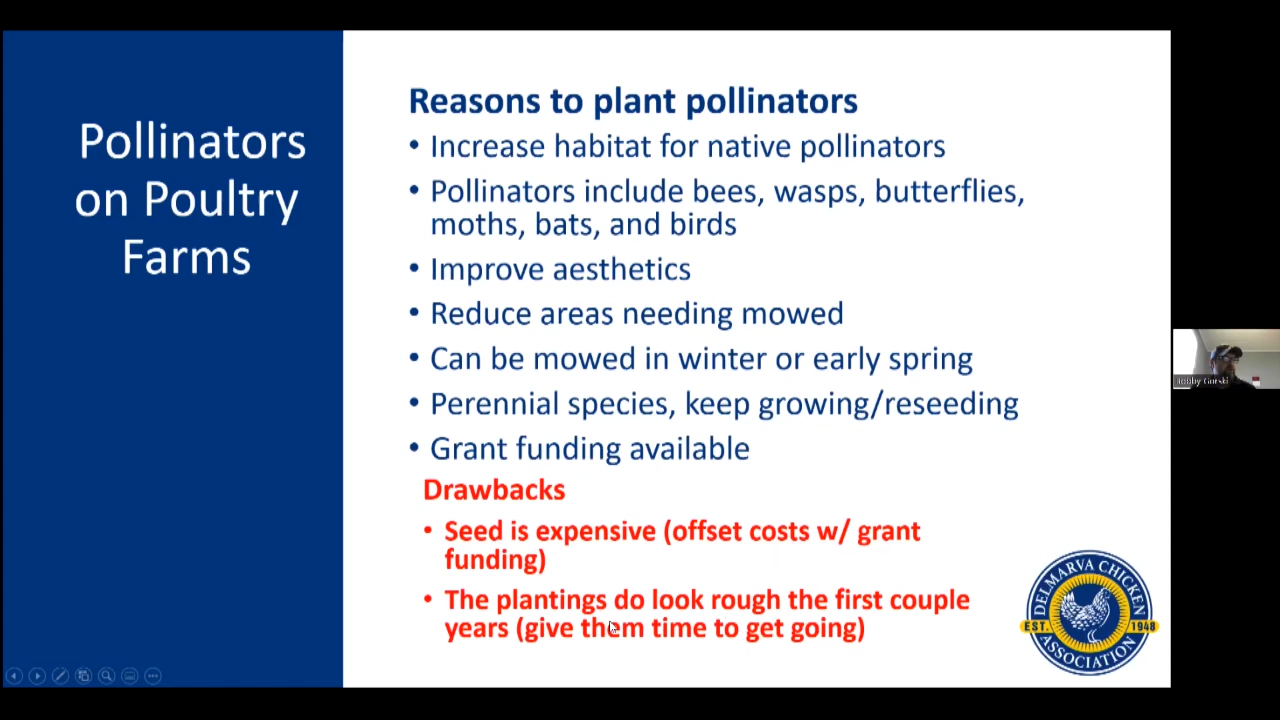 Pollinators
on Poultry
Farms
Reasons to plant pollinators
• Increase habitat for native pollinators
• Pollinators include bees, wasps, butterflies,
moths, bats, and birds
• Improve aesthetics
• Reduce areas needing mowed
• Can be mowed in winter or early spring
• Perennial species, keep growing/reseeding
• Grant funding available
Drawbacks
• Seed is expensive (offset costs w/ grant
funding)
• The plantings do look rough the first couple
years (give them time to get going)
DELMARVA CHICKEN
EST. 1948
ASSOCIATION
Bobby Gorski